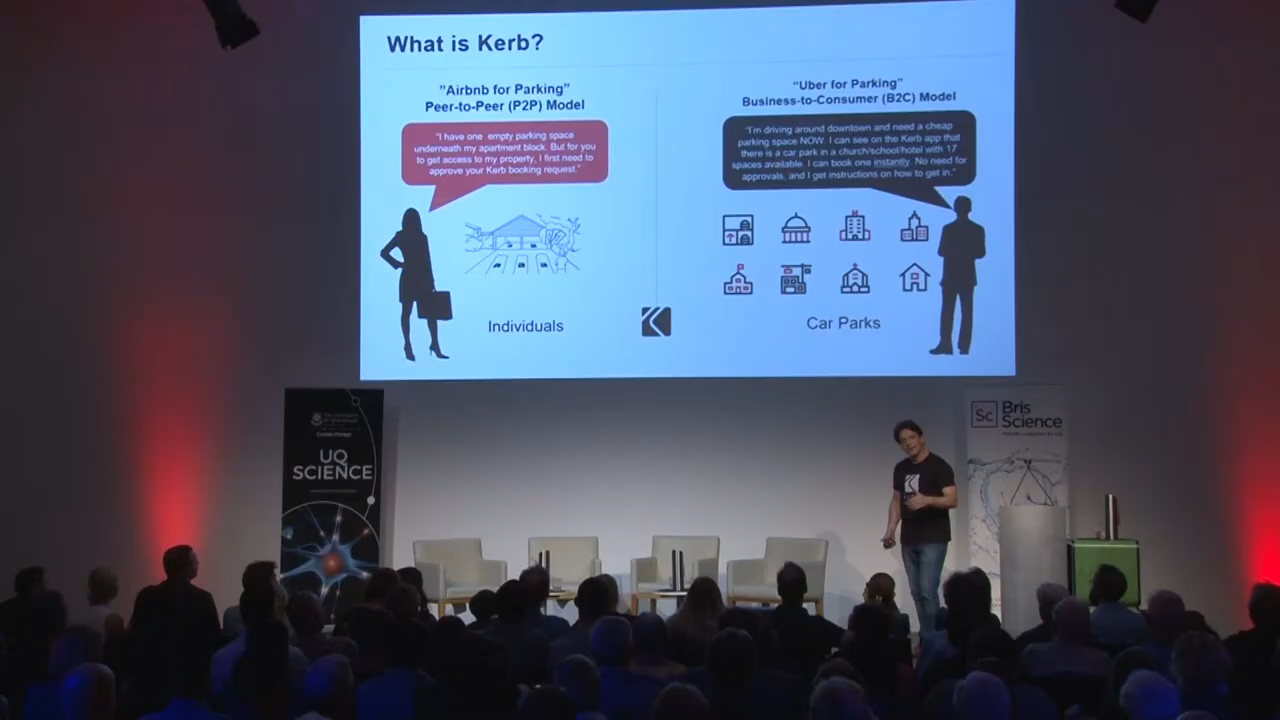 What is Kerb?
"Airbnb for Parking"
Peer-to-Peer (P2P) Model
"I have one empty parking space
underneath my apartment block. But for you
to get access to my property, I first need to
approve your Kerb booking request."
Individuals
"Uber for Parking"
Business-to-Consumer (B2C) Model
"I'm driving around downtown and need a cheap
parking space NOW. I can see on the Kerb app that
there is a car park in a church/school/hotel with 17
spaces available. I can book one instantly. No need for
approvals, and I get instructions on how to get in."
Car Parks
UQ
SCIENCE
Sc
Bris
Science